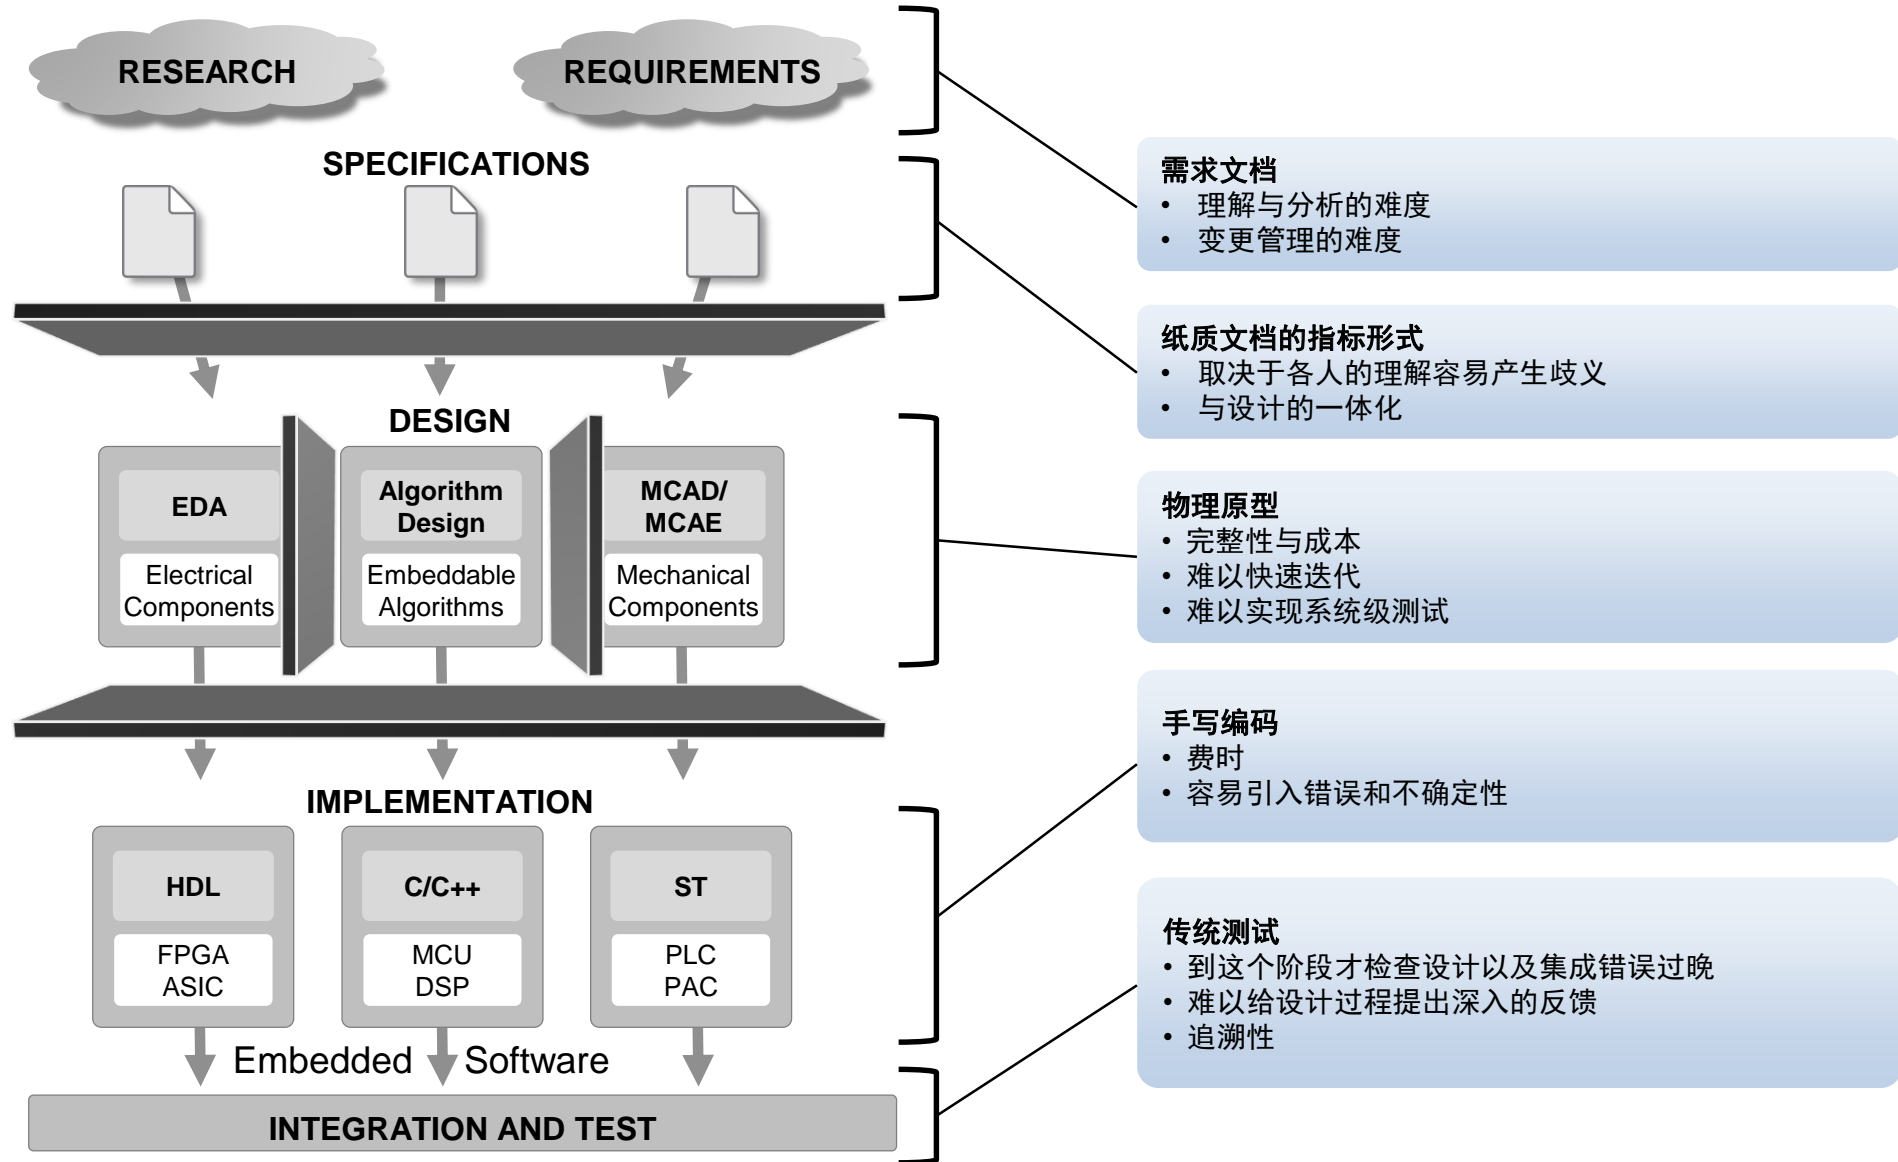 RESEARCH
REQUIREMENTS
SPECIFICATIONS
DESIGN
EDA
Electrical
Components
Algorithm
Design
Embeddable
Algorithms
MCAD/
MCAE
Mechanical
Components
IMPLEMENTATION
HDL
FPGA
ASIC
C/C++
MCU
DSP
ST
PLC
PAC
Embedded Software
INTEGRATION AND TEST
需求文档
• 理解与分析的难度
• 变更管理的难度
纸质文档的指标形式
• 取决于各人的理解容易产生歧义
• 与设计的一体化
物理原型
• 完整性与成本
• 难以快速迭代
• 难以实现系统级测试
手写编码
• 费时
• 容易引入错误和不确定性
传统测试
• 到这个阶段才检查设计以及集成错误过晚
• 难以给设计过程提出深入的反馈
• 追溯性